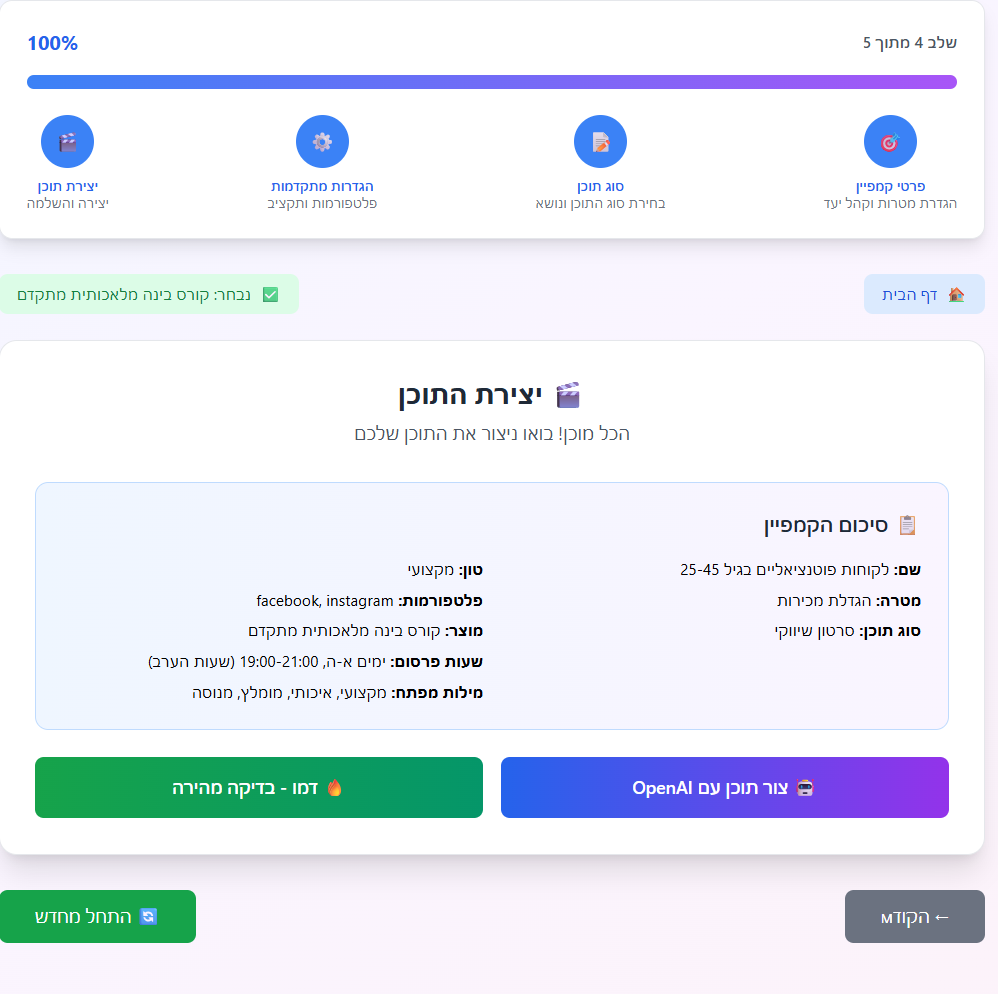 שלב 4 מתוך 5
100%
פרטי קמפיין
הגדרת מטרות וקהל יעד
סוג תוכן
בחירת סוג התוכן ונושא
הגדרות מתקדמות
פלטפורמות ותקציב
יצירת תוכן
יצירה והשלמה
🏠 דף הבית
✅ נבחר: קורס בינה מלאכותית מתקדם
🎬 יצירת התוכן
הכל מוכן! בואו ניצור את התוכן שלכם
📋 סיכום הקמפיין
שם: לקוחות פוטנציאליים בגיל 25-45
מטרה: הגדלת מכירות
סוג תוכן: סרטון שיווקי
טון: מקצועי
פלטפורמות: facebook, instagram
מוצר: קורס בינה מלאכותית מתקדם
שעות פרסום: ימים א-ה, 19:00-21:00 (שעות הערב)
מילות מפתח: מקצועי, איכותי, מומלץ, מנוסה
🤖 צור תוכן עם OpenAI
🔥 דמו - בדיקה מהירה
← הקודм
🔄 התחל מחדש